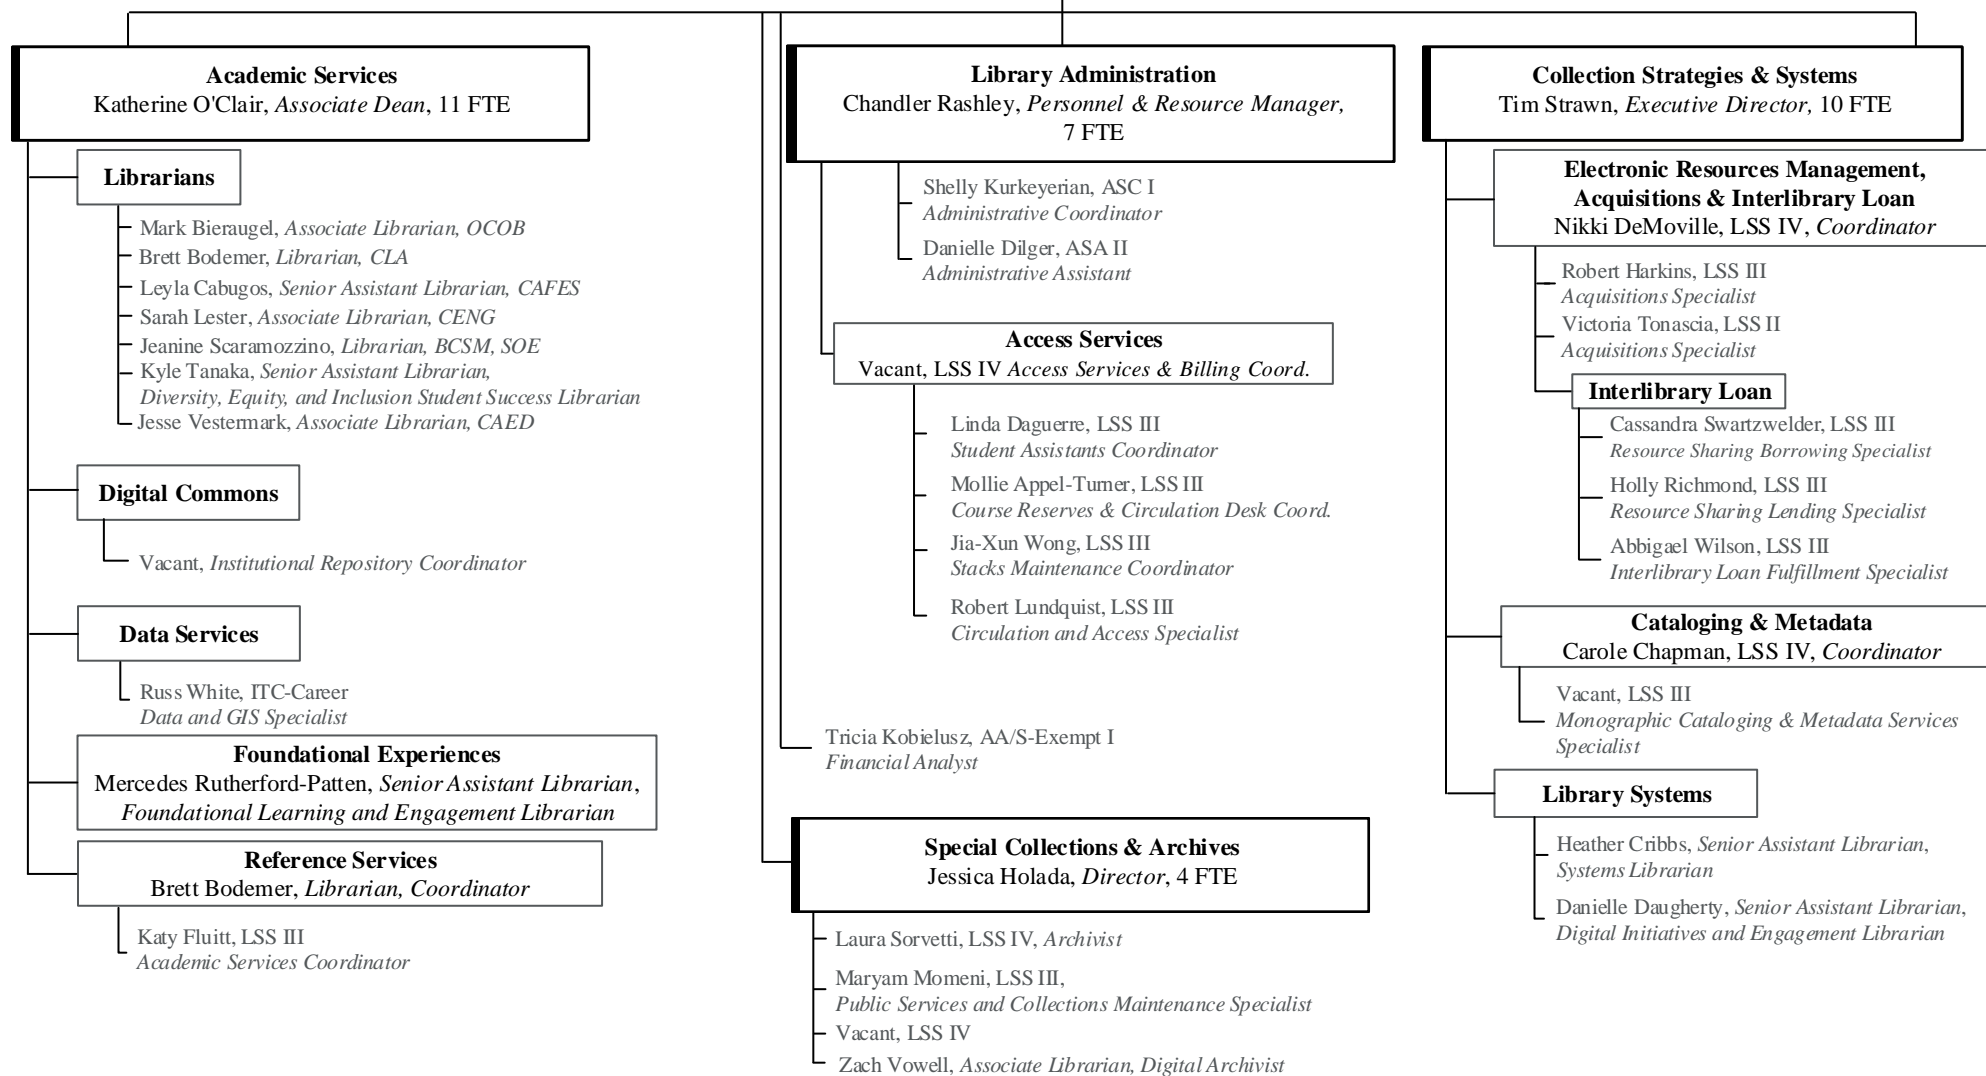 Academic Services
Katherine O'Clair, Associate Dean, 11 FTE
Librarians
Mark Bieraugel, Associate Librarian, OCOB
Brett Bodemer, Librarian, CLA
Leyla Cabugos, Senior Assistant Librarian, CAFES
Sarah Lester, Associate Librarian, CENG
Jeanine Scaramozzino, Librarian, BCSM, SOE
Kyle Tanaka, Senior Assistant Librarian,
Diversity, Equity, and Inclusion Student Success Librarian
Jesse Vestermark, Associate Librarian, CAED
Digital Commons
Vacant, Institutional Repository Coordinator
Data Services
Russ White, ITC-Career
Data and GIS Specialist
Foundational Experiences
Mercedes Rutherford-Patten, Senior Assistant Librarian,
Foundational Learning and Engagement Librarian
Reference Services
Brett Bodemer, Librarian, Coordinator
Katy Fluitt, LSS III
Academic Services Coordinator
Library Administration
Chandler Rashley, Personnel & Resource Manager,
7 FTE
Shelly Kurkeyerian, ASC I
Administrative Coordinator
Danielle Dilger, ASA II
Administrative Assistant
Access Services
Vacant, LSS IV Access Services & Billing Coord.
Linda Daguerre, LSS III
Student Assistants Coordinator
Mollie Appel-Turner, LSS III
Course Reserves & Circulation Desk Coord.
Jia-Xun Wong, LSS III
Stacks Maintenance Coordinator
Robert Lundquist, LSS III
Circulation and Access Specialist
Tricia Kobielusz, AA/S-Exempt I
Financial Analyst
Special Collections & Archives
Jessica Holada, Director, 4 FTE
Laura Sorvetti, LSS IV, Archivist
Maryam Momeni, LSS III,
Public Services and Collections Maintenance Specialist
Vacant, LSS IV
Zach Vowell, Associate Librarian, Digital Archivist
Collection Strategies & Systems
Tim Strawn, Executive Director, 10 FTE
Electronic Resources Management,
Acquisitions & Interlibrary Loan
Nikki DeMoville, LSS IV, Coordinator
Robert Harkins, LSS III
Acquisitions Specialist
Victoria Tonascia, LSS II
Acquisitions Specialist
Interlibrary Loan
Cassandra Swartzwelder, LSS III
Resource Sharing Borrowing Specialist
Holly Richmond, LSS III
Resource Sharing Lending Specialist
Abbigael Wilson, LSS III
Interlibrary Loan Fulfillment Specialist
Cataloging & Metadata
Carole Chapman, LSS IV, Coordinator
Vacant, LSS III
Monographic Cataloging & Metadata Services
Specialist
Library Systems
Heather Cribbs, Senior Assistant Librarian,
Systems Librarian
Danielle Daugherty, Senior Assistant Librarian,
Digital Initiatives and Engagement Librarian